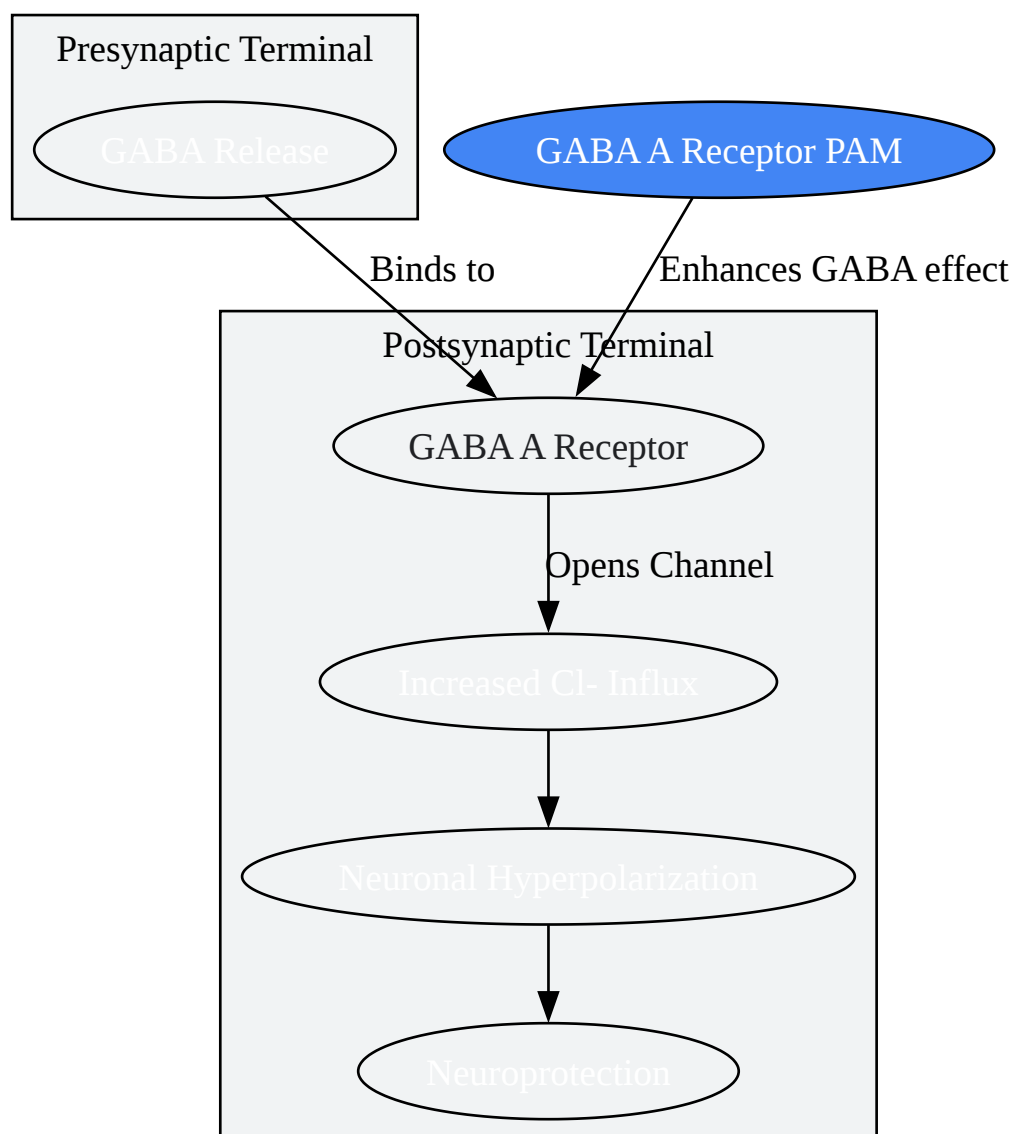 Presynaptic Terminal
GABA Release
GABA A Receptor PAM
Binds to
Enhances GABA effect
Postsynaptic Terminal
GABA A Receptor
Opens Channel
Increased Cl- Influx
Neuronal Hyperpolarization
Neuroprotection